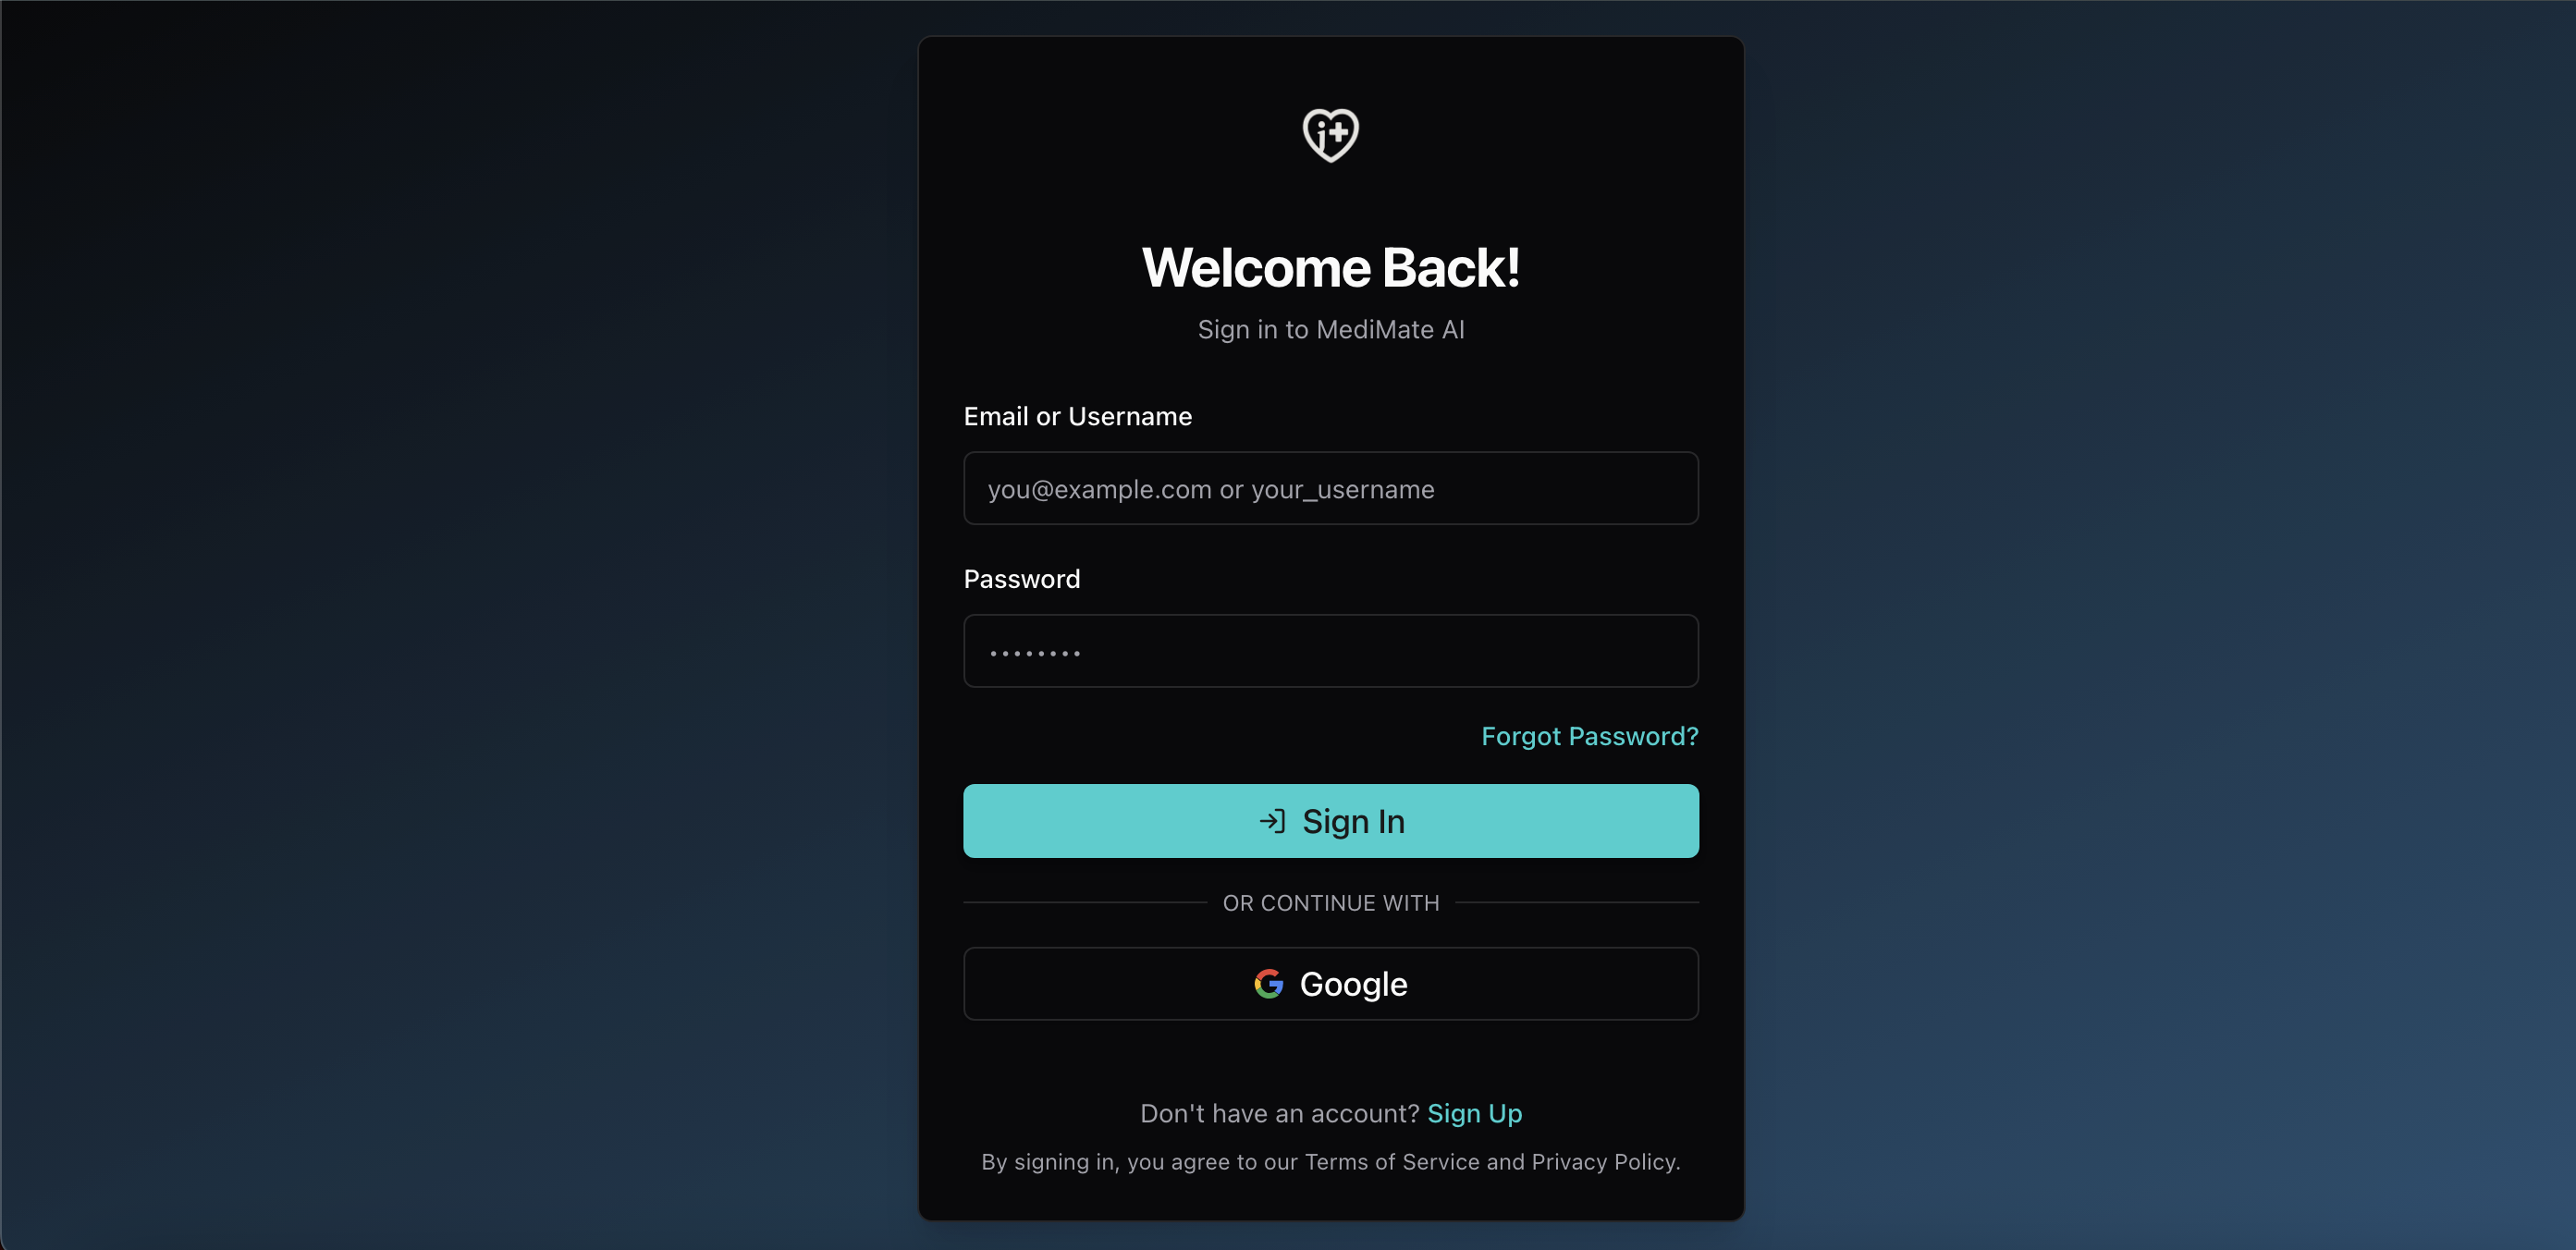 i+
Welcome Back!
Sign in to MediMate AI
Email or Username
you@example.com or your_username
Password
••••••••
Forgot Password?
Sign In
OR CONTINUE WITH
Google
Don't have an account? Sign Up
By signing in, you agree to our Terms of Service and Privacy Policy.